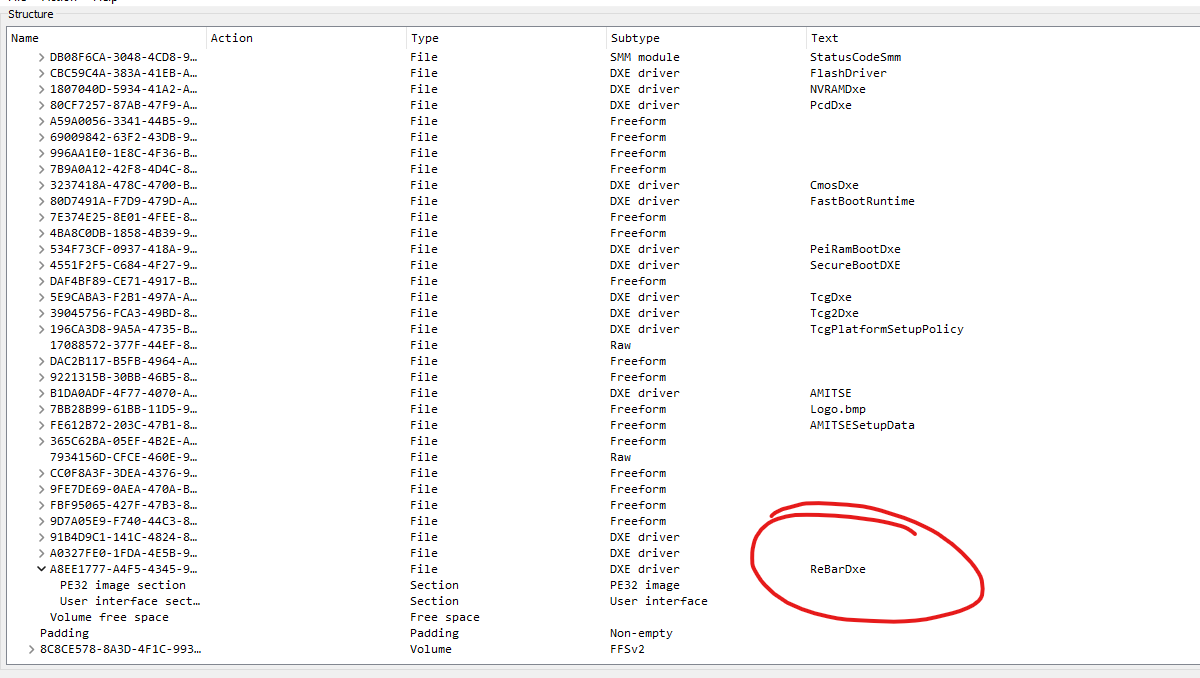 Structure
Name Action Type Subtype Text
DB08F6CA-3048-4CD8-9… File SMM module StatusCodeSmm
CBC59C4A-383A-41EB-A… File DXE driver FlashDriver
1807040D-5934-41A2-A… File DXE driver NVRAMDxe
80CF7257-87AB-47F9-A… File DXE driver PcdDxe
A59A0056-3341-44B5-9… File Freeform
69009842-63F2-43DB-9… File Freeform
996AA1E0-1E8C-4F36-B… File Freeform
7B9A0A12-42F8-4D4C-8… File Freeform
3237418A-478C-4700-B… File DXE driver CmosDxe
80D7491A-F7D9-479D-A… File DXE driver FastBootRuntime
7E374E25-8E01-4FEE-8… File Freeform
4BA8C0DB-1858-4B39-9… File Freeform
534F73CF-0937-418A-9… File DXE driver PeiRamBootDxe
4551F2F5-C684-4F27-9… File DXE driver SecureBootDXE
DAF4BF89-CE71-4917-B… File Freeform
5E9CABA3-F2B1-497A-A… File DXE driver TcgDxe
39045756-FCA3-49BD-8… File DXE driver Tcg2Dxe
196CA3D8-9A5A-4735-B… File DXE driver TcgPlatformSetupPolicy
17088572-377F-44EF-8… File Raw
DAC2B117-B5FB-4964-A… File Freeform
9221315B-30BB-46B5-8… File Freeform
B1DA0ADF-4F77-4070-A… File DXE driver AMITSE
7BB28B99-61BB-11D5-9… File Freeform Logo.bmp
FE612B72-203C-47B1-8… File Freeform AMITSESetupData
365C62BA-05EF-4B2E-A… File Freeform
7934156D-CFCE-460E-9… File Raw
CC0F8A3F-3DEA-4376-9… File Freeform
9FE7DE69-0AEA-470A-B… File Freeform
FBF95065-427F-47B3-8… File Freeform
9D7A05E9-F740-44C3-8… File Freeform
91B4D9C1-141C-4824-8… File DXE driver
A0327FE0-1FDA-4E5B-9… File DXE driver
A8EE1777-A4F5-4345-9… File DXE driver ReBarDxe
PE32 image section Section PE32 image
User interface sect… Section User interface
Volume free space Free space
Padding Padding Non-empty
8C8CE578-8A3D-4F1C-993… Volume FFSv2